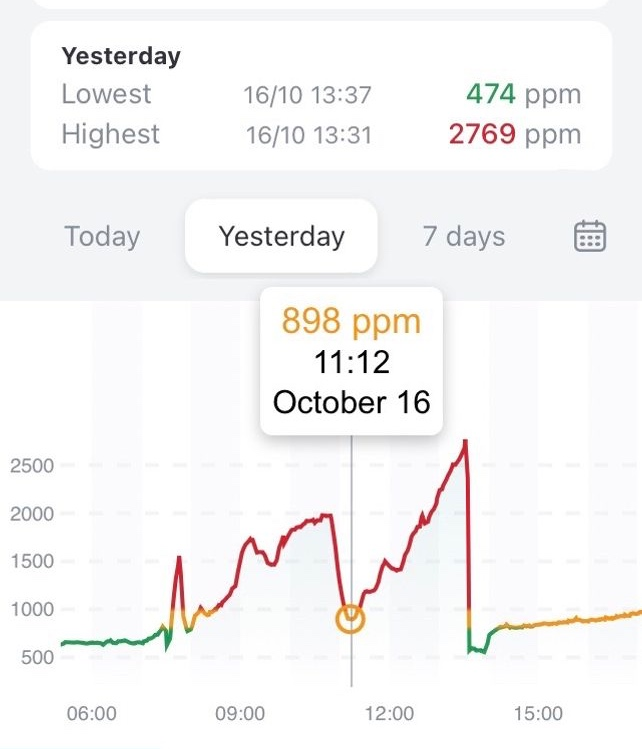 Yesterday
Lowest 16/10 13:37 474 ppm
Highest 16/10 13:31 2769 ppm
Today Yesterday 7 days
898 ppm
11:12
October 16
2500
2000
1500
1000
500
06:00 09:00 12:00 15:00